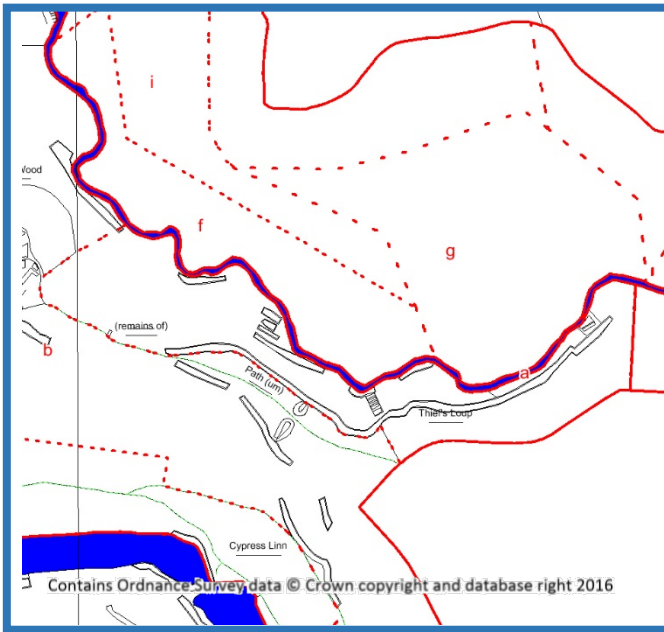 i
Wood
f
g
(remains of)
b
Path (um)
a
Thief's Loup
Cypress Linn
Contains Ordnance Survey data © Crown copyright and database right 2016